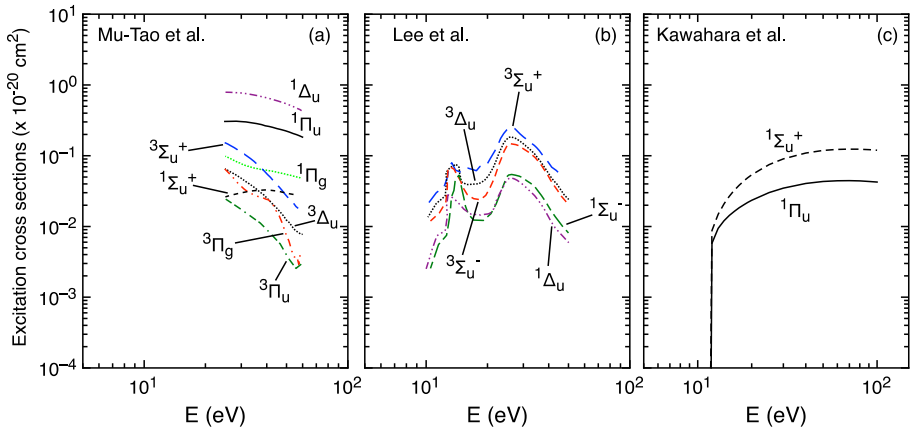 Excitation cross sections (x 10⁻²⁰ cm²)
10¹
10⁰
10⁻¹
10⁻²
10⁻³
10⁻⁴
Mu-Tao et al. (a)
¹Δᵤ
¹Πᵤ
³Σᵤ⁺
¹Πg
¹Σᵤ⁺
³Δᵤ
³Πg
³Πᵤ
10¹ 10²
E (eV)
Lee et al. (b)
³Σᵤ⁺
³Δᵤ
¹Σᵤ⁻
³Σᵤ⁻
¹Δᵤ
10¹ 10²
E (eV)
Kawahara et al. (c)
¹Σᵤ⁺
¹Πᵤ
10¹ 10²
E (eV)